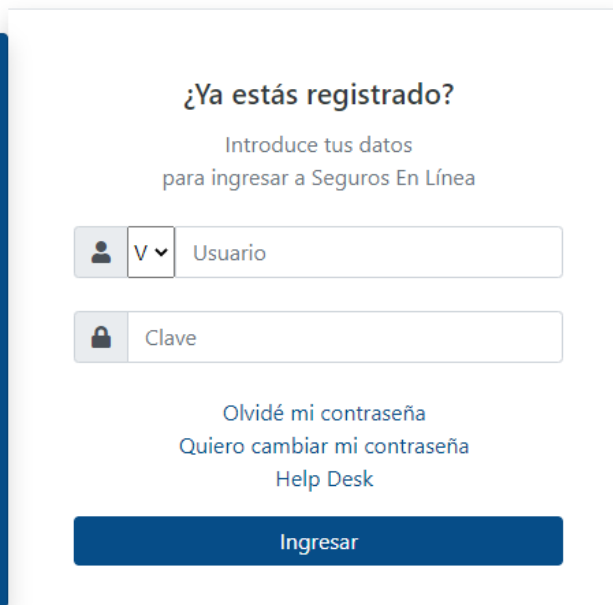 ¿Ya estás registrado?
Introduce tus datos
para ingresar a Seguros En Línea
V Usuario
Clave
Olvidé mi contraseña
Quiero cambiar mi contraseña
Help Desk
Ingresar